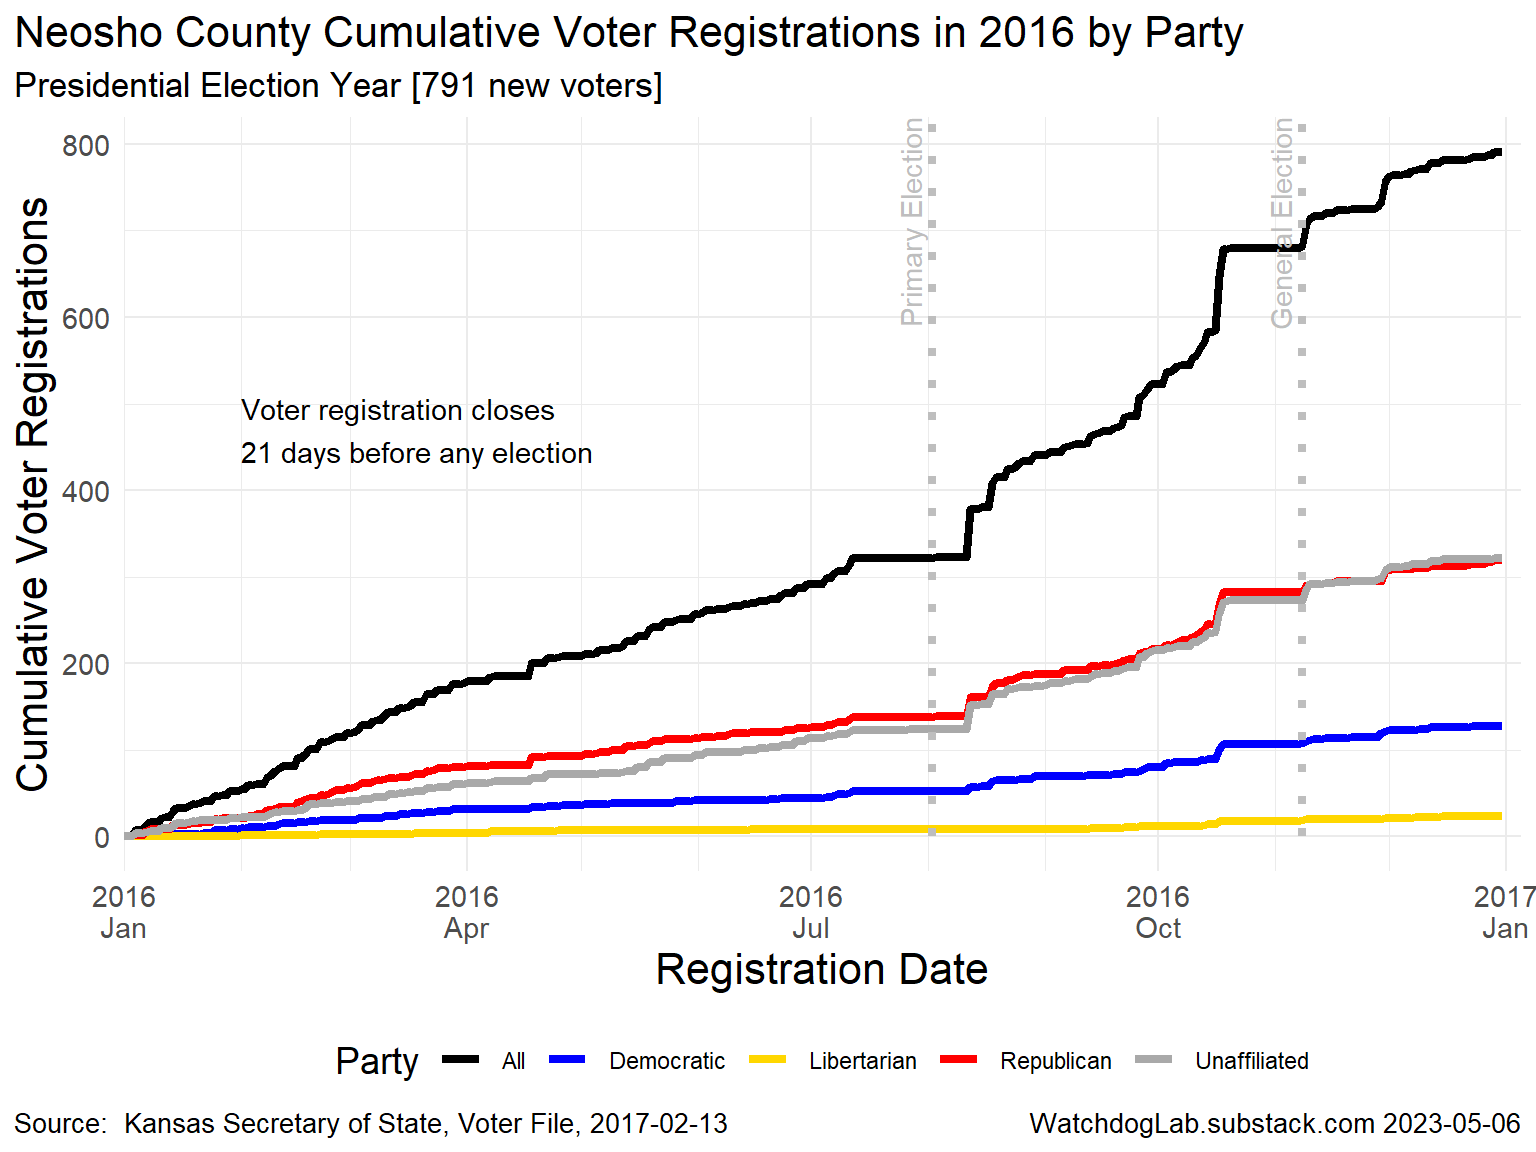 Neosho County Cumulative Voter Registrations in 2016 by Party
Presidential Election Year [791 new voters]
Cumulative Voter Registrations
800
600
400
200
0
Primary Election
General Election
Voter registration closes
21 days before any election
2016 2016 2016 2016 2017
Jan Apr Jul Oct Jan
Registration Date
Party All Democratic Libertarian Republican Unaffiliated
Source:  Kansas Secretary of State, Voter File, 2017-02-13
WatchdogLab.substack.com 2023-05-06